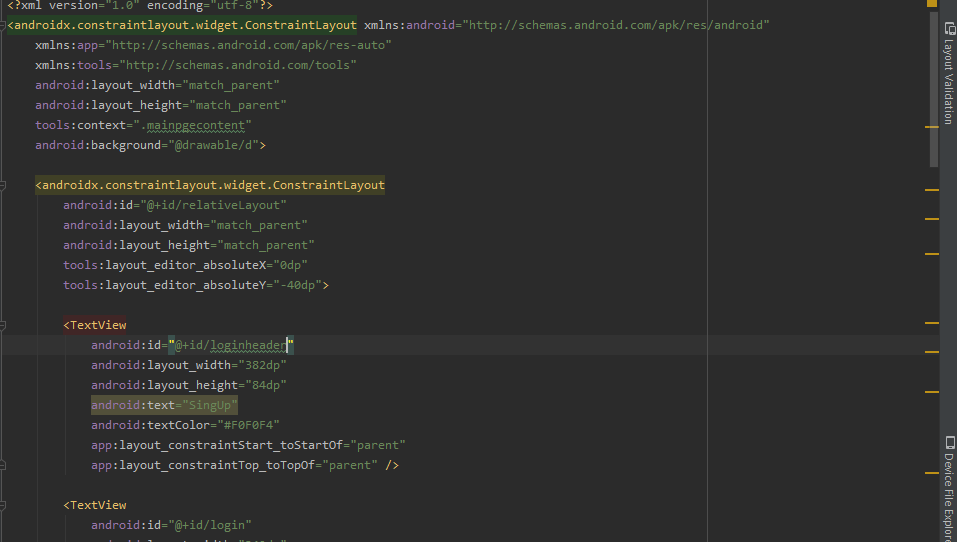 <?xml version="1.0" encoding="utf-8"?>
<androidx.constraintlayout.widget.ConstraintLayout xmlns:android="http://schemas.android.com/apk/res/android"
xmlns:app="http://schemas.android.com/apk/res-auto"
xmlns:tools="http://schemas.android.com/tools"
android:layout_width="match_parent"
android:layout_height="match_parent"
tools:context=".mainpgecontent"
android:background="@drawable/d">
<androidx.constraintlayout.widget.ConstraintLayout
android:id="@+id/relativeLayout"
android:layout_width="match_parent"
android:layout_height="match_parent"
tools:layout_editor_absoluteX="0dp"
tools:layout_editor_absoluteY="-40dp">
<TextView
android:id="@+id/loginheader"
android:layout_width="382dp"
android:layout_height="84dp"
android:text="SingUp"
android:textColor="#F0F0F4"
app:layout_constraintStart_toStartOf="parent"
app:layout_constraintTop_toTopOf="parent" />
<TextView
android:id="@+id/login"
Layout Validation
Device File Explore